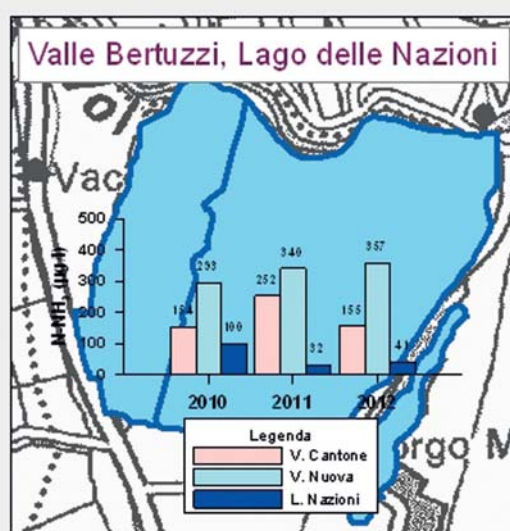 Valle Bertuzzi, Lago delle Nazioni
Vac
500
400
300
200
100
0
N-NH₄ (µg/l)
154
293
100
252
340
32
155
357
41
2010
2011
2012
Legenda
V. Cantone
V. Nuova
L. Nazioni
orgo M